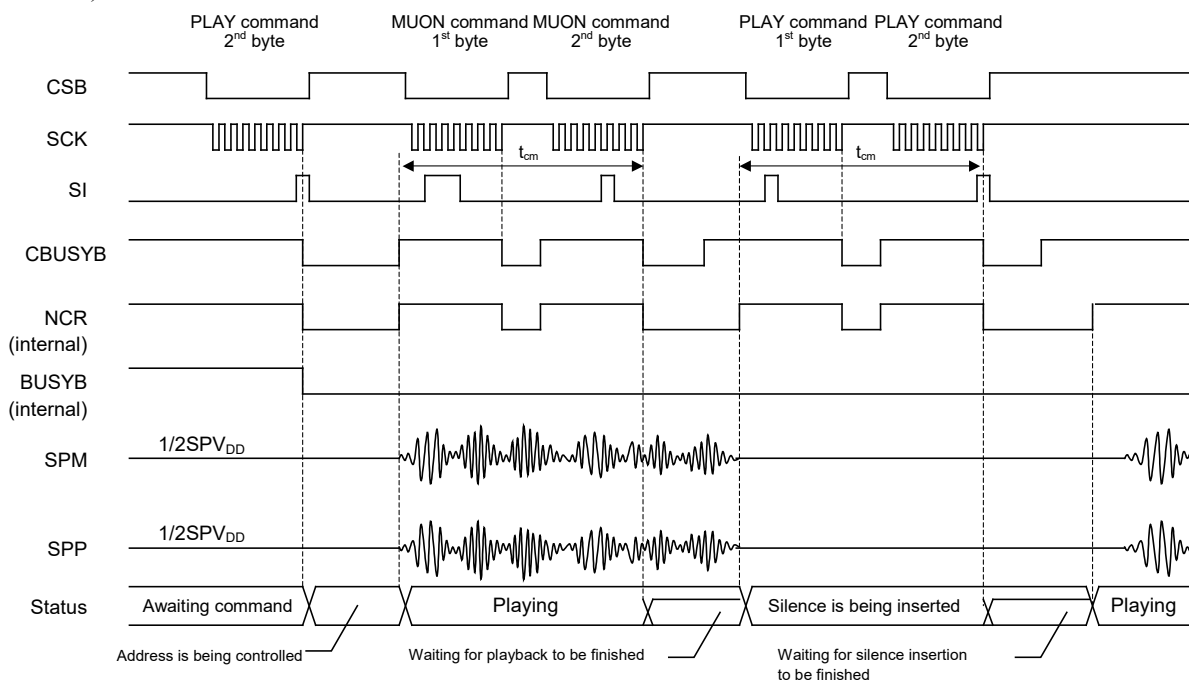 PLAY command MUON command MUON command PLAY command PLAY command
2nd byte 1st byte 2nd byte 1st byte 2nd byte
CSB
SCK
tcm tcm
SI
CBUSYB
NCR
(internal)
BUSYB
(internal)
1/2SPVDD
SPM
1/2SPVDD
SPP
Status Awaiting command Playing Silence is being inserted Playing
Address is being controlled Waiting for playback to be finished Waiting for silence insertion
to be finished